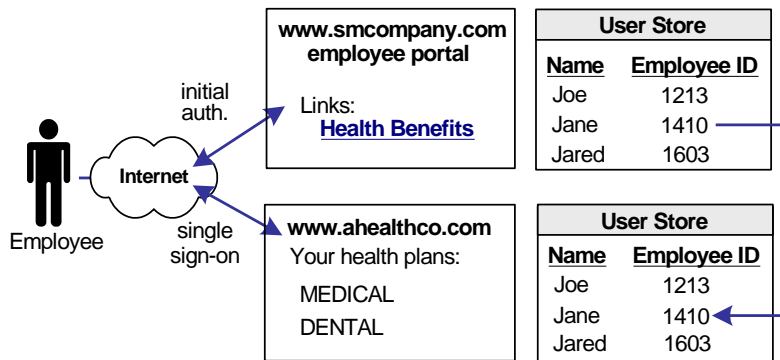 www.smcompany.com
employee portal
Links:
Health Benefits
User Store
Name Employee ID
Joe 1213
Jane 1410
Jared 1603
initial
auth.
Internet
Employee
single
sign-on
www.ahealthco.com
Your health plans:
MEDICAL
DENTAL
User Store
Name Employee ID
Joe 1213
Jane 1410
Jared 1603